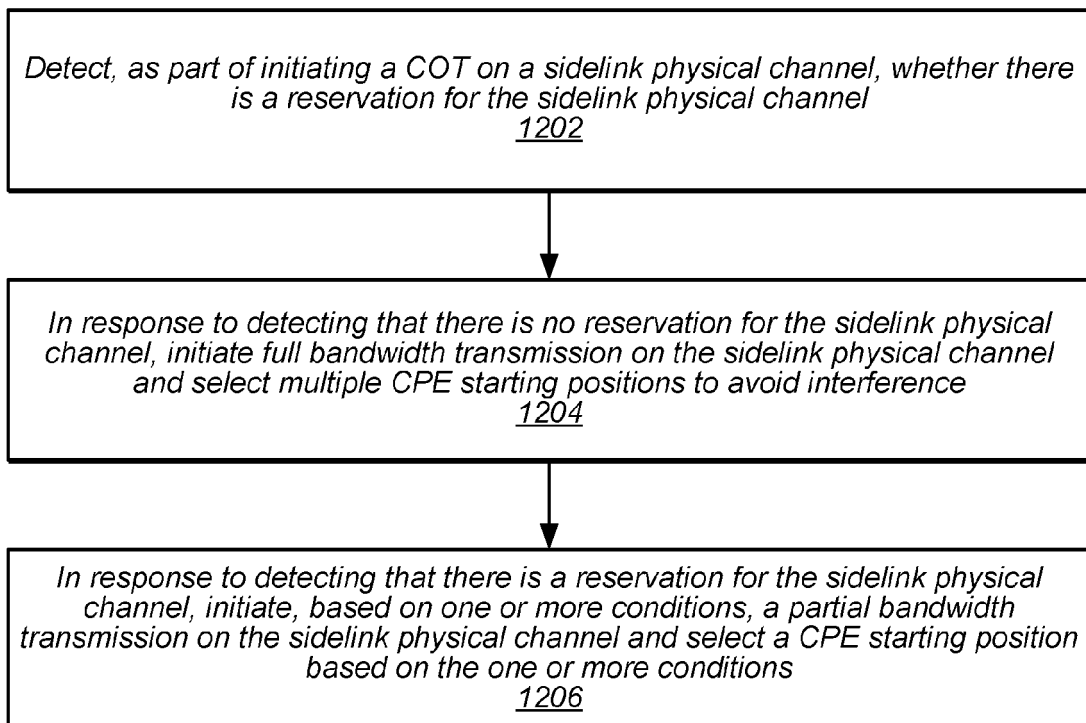 Detect, as part of initiating a COT on a sidelink physical channel, whether there
is a reservation for the sidelink physical channel
1202
In response to detecting that there is no reservation for the sidelink physical
channel, initiate full bandwidth transmission on the sidelink physical channel
and select multiple CPE starting positions to avoid interference
1204
In response to detecting that there is a reservation for the sidelink physical
channel, initiate, based on one or more conditions, a partial bandwidth
transmission on the sidelink physical channel and select a CPE starting position
based on the one or more conditions
1206